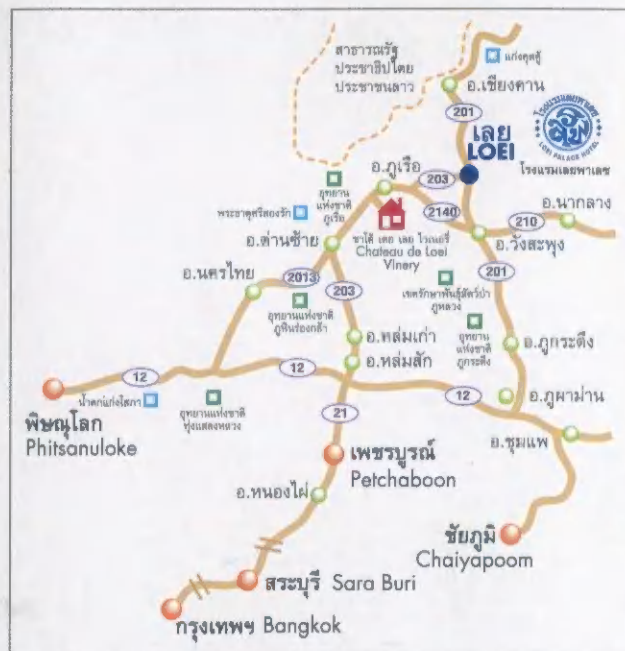 สาธารณรัฐ
ประชาธิปไตย
ประชาชนลาว
แก่งคุดคู้
อ.เชียงคาน
201
เลย
LOEI
โรงแรมเลยพาเลซ
LOEI PALACE HOTEL
โรงแรมเลยพาเลซ
อ.ภูเรือ
203
อุทยาน
แห่งชาติ
ภูเรือ
2140
210
อ.นากลาง
พระธาตุศรีสองรัก
ชาโต้ เดอ เลย ไวเนอรี่
Chateau de Loei
Vinery
อ.วังสะพุง
อ.ด่านซ้าย
201
อ.นครไทย
2013
203
เขตรักษาพันธุ์สัตว์ป่า
ภูหลวง
อุทยานแห่งชาติ
ภูหินร่องกล้า
อ.หล่มเก่า
อุทยาน
แห่งชาติ
ภูกระดึง
อ.ภูกระดึง
อ.หล่มสัก
12
12
12
น้ำตกแก่งโสภา
อุทยานแห่งชาติ
ทุ่งแสลงหลวง
21
อ.ภูผาม่าน
พิษณุโลก
Phitsanuloke
อ.ชุมแพ
เพชรบูรณ์
Petchaboon
อ.หนองไผ่
ชัยภูมิ
Chaiyapoom
สระบุรี Sara Buri
กรุงเทพฯ Bangkok